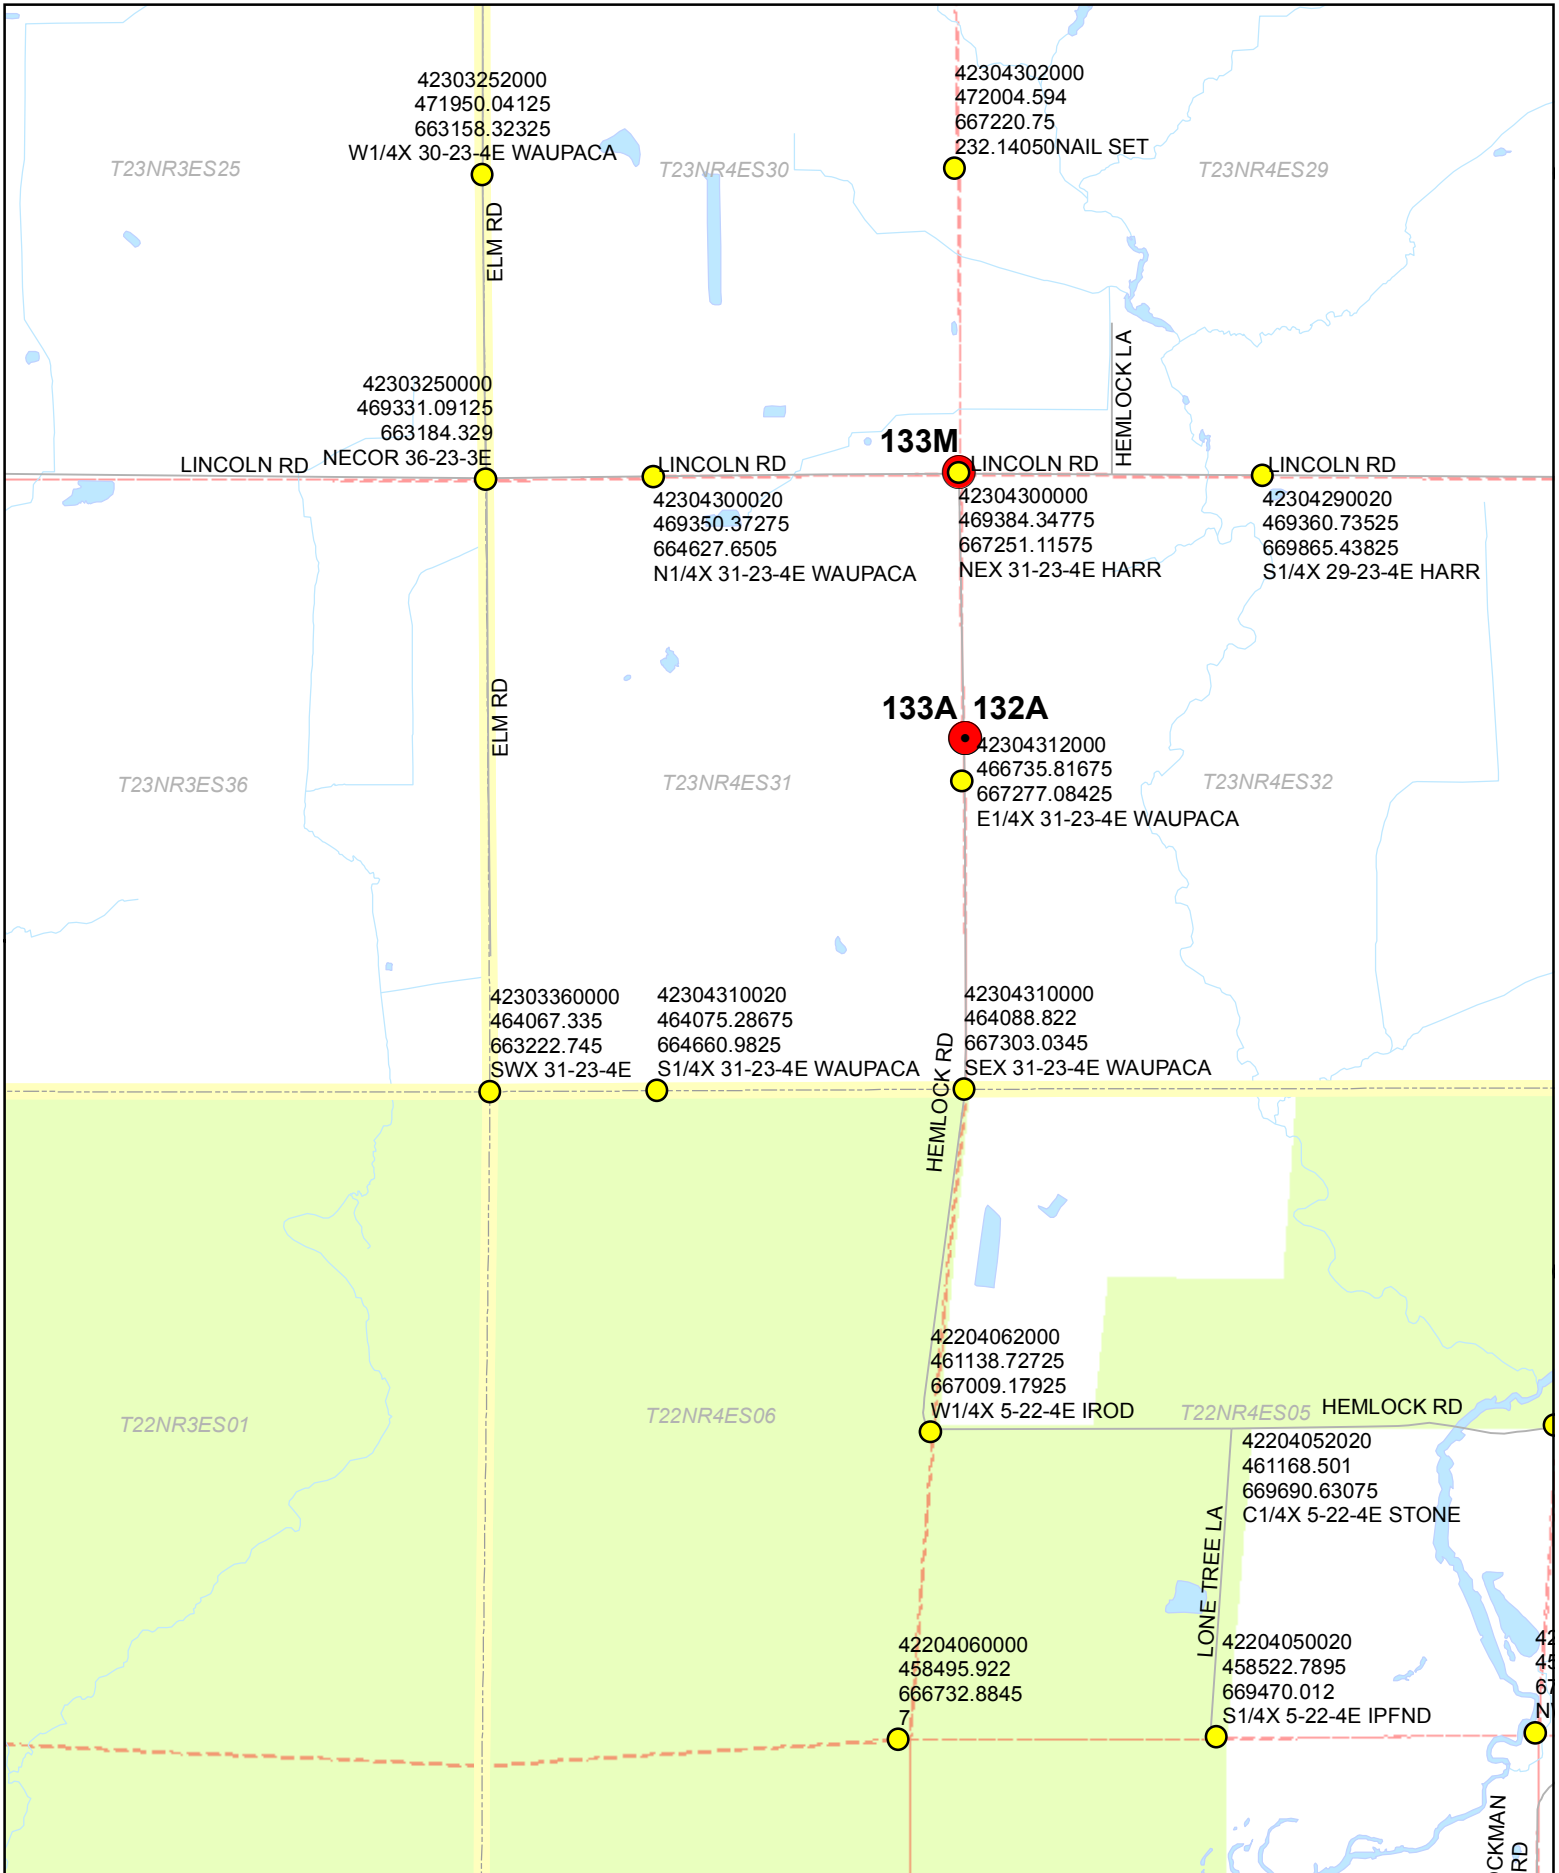 42303252000
471950.04125
663158.32325
W1/4X 30-23-4E WAUPACA
42304302000
472004.594
667220.75
232.14050NAIL SET
T23NR3ES25
T23NR4ES30
T23NR4ES29
ELM RD
HEMLOCK LA
42303250000
469331.09125
663184.329
NECOR 36-23-3E
LINCOLN RD
LINCOLN RD
133M
LINCOLN RD
LINCOLN RD
42304300020
469350.37275
664627.6505
N1/4X 31-23-4E WAUPACA
42304300000
469384.34775
667251.11575
NEX 31-23-4E HARR
42304290020
469360.73525
669865.43825
S1/4X 29-23-4E HARR
ELM RD
133A 132A
42304312000
466735.81675
667277.08425
E1/4X 31-23-4E WAUPACA
T23NR3ES36
T23NR4ES31
T23NR4ES32
42303360000
464067.335
663222.745
SWX 31-23-4E
42304310020
464075.28675
664660.9825
S1/4X 31-23-4E WAUPACA
42304310000
464088.822
667303.0345
SEX 31-23-4E WAUPACA
HEMLOCK RD
42204062000
461138.72725
667009.17925
W1/4X 5-22-4E IROD
T22NR3ES01
T22NR4ES06
T22NR4ES05
HEMLOCK RD
42204052020
461168.501
669690.63075
C1/4X 5-22-4E STONE
LONE TREE LA
42204060000
458495.922
666732.8845
7
42204050020
458522.7895
669470.012
S1/4X 5-22-4E IPFND
42
45
67
RD